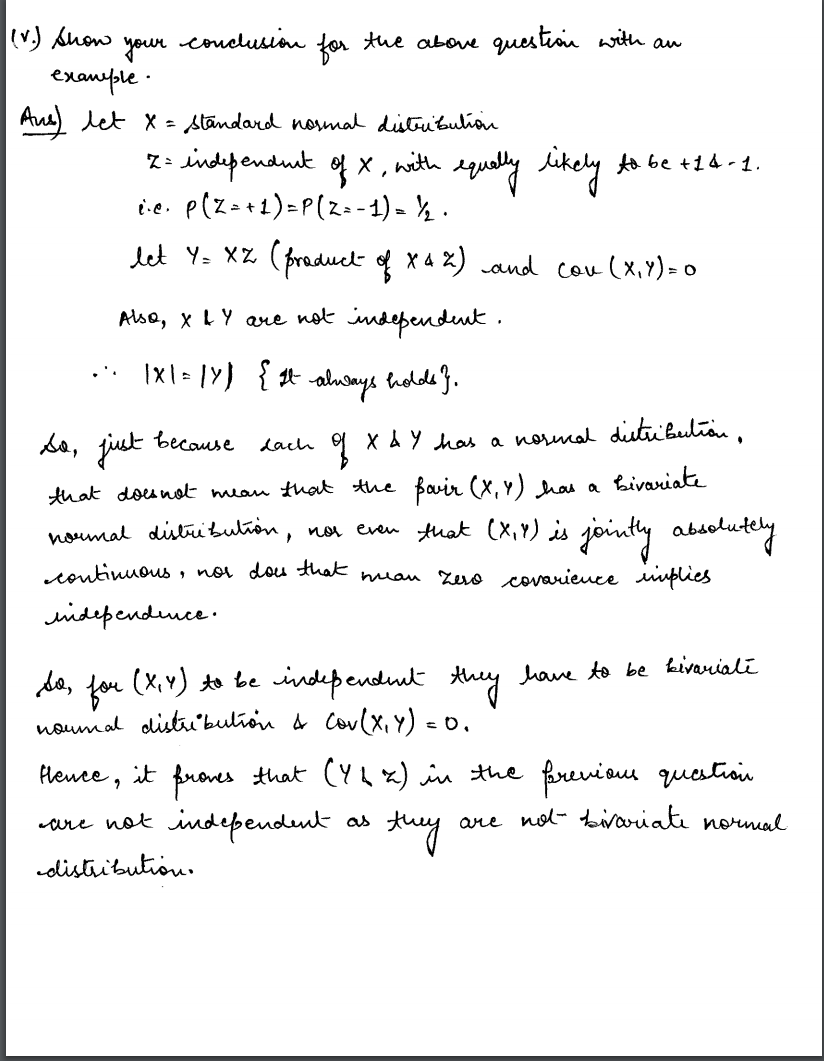 (v.) Show your conclusion for the above question with an
example.
Ans) let X = standard normal distribution
Z = independent of X, with equally likely to be +1 & -1.
i.e. P(Z=+1)=P(Z=-1)=1/2.
let Y= XZ (product of X & Z) and cov(X,Y)=0
Also, X & Y are not independent.
∴ |X|=|Y| {It always holds}.
So, just because each of X & Y has a normal distribution,
that doesnot mean that the pair (X,Y) has a bivariate
normal distribution, nor even that (X,Y) is jointly absolutely
continuous, nor does that mean zero covarience implies
independence.
So, for (X,Y) to be independent they have to be bivariate
normal distribution & Cov(X,Y) = 0.
Hence, it proves that (Y & Z) in the previous question
are not independent as they are not bivariate normal
distribution.